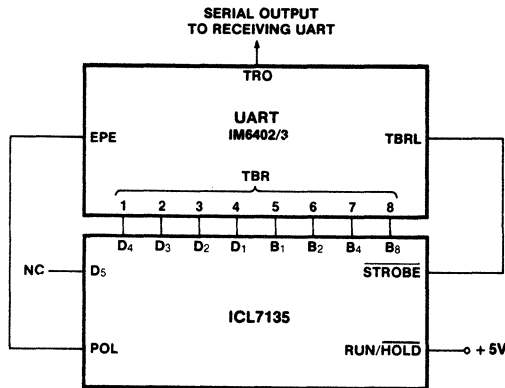 SERIAL OUTPUT
TO RECEIVING UART
TRO
UART
IM6402/3
EPE
TBRL
TBR
1 2 3 4 5 6 7 8
D4 D3 D2 D1 B1 B2 B4 B8
NC D5
STROBE
ICL7135
POL
RUN/HOLD
+ 5V